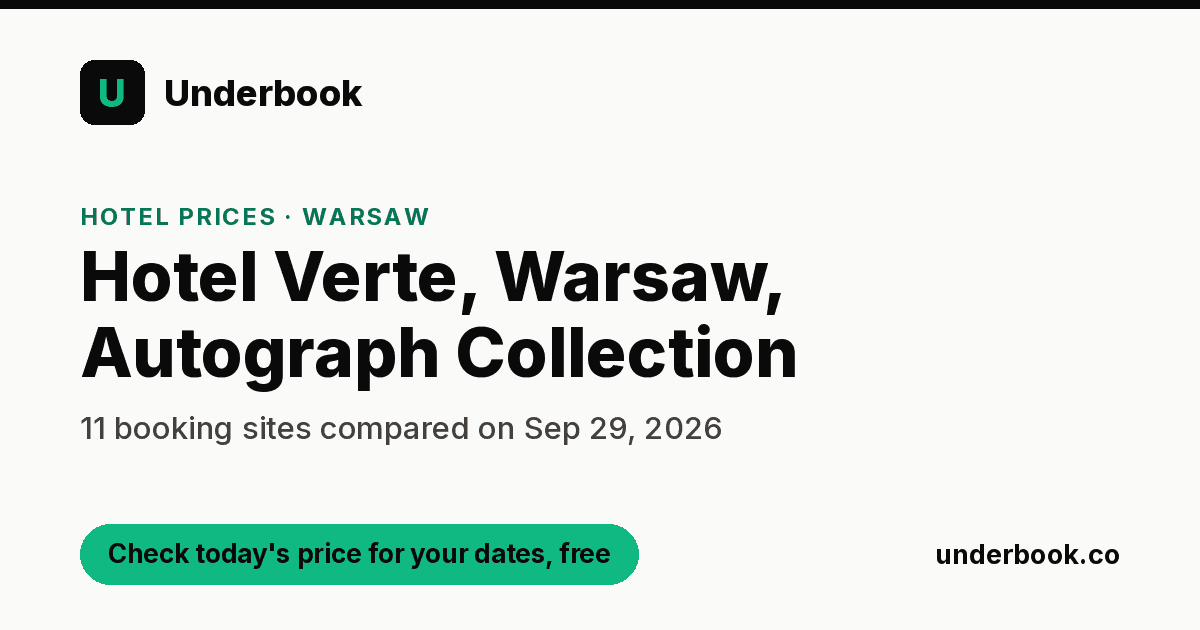 U Underbook
HOTEL PRICES · WARSAW
Hotel Verte, Warsaw,
Autograph Collection
11 booking sites compared on Sep 29, 2026
Check today's price for your dates, free
underbook.co